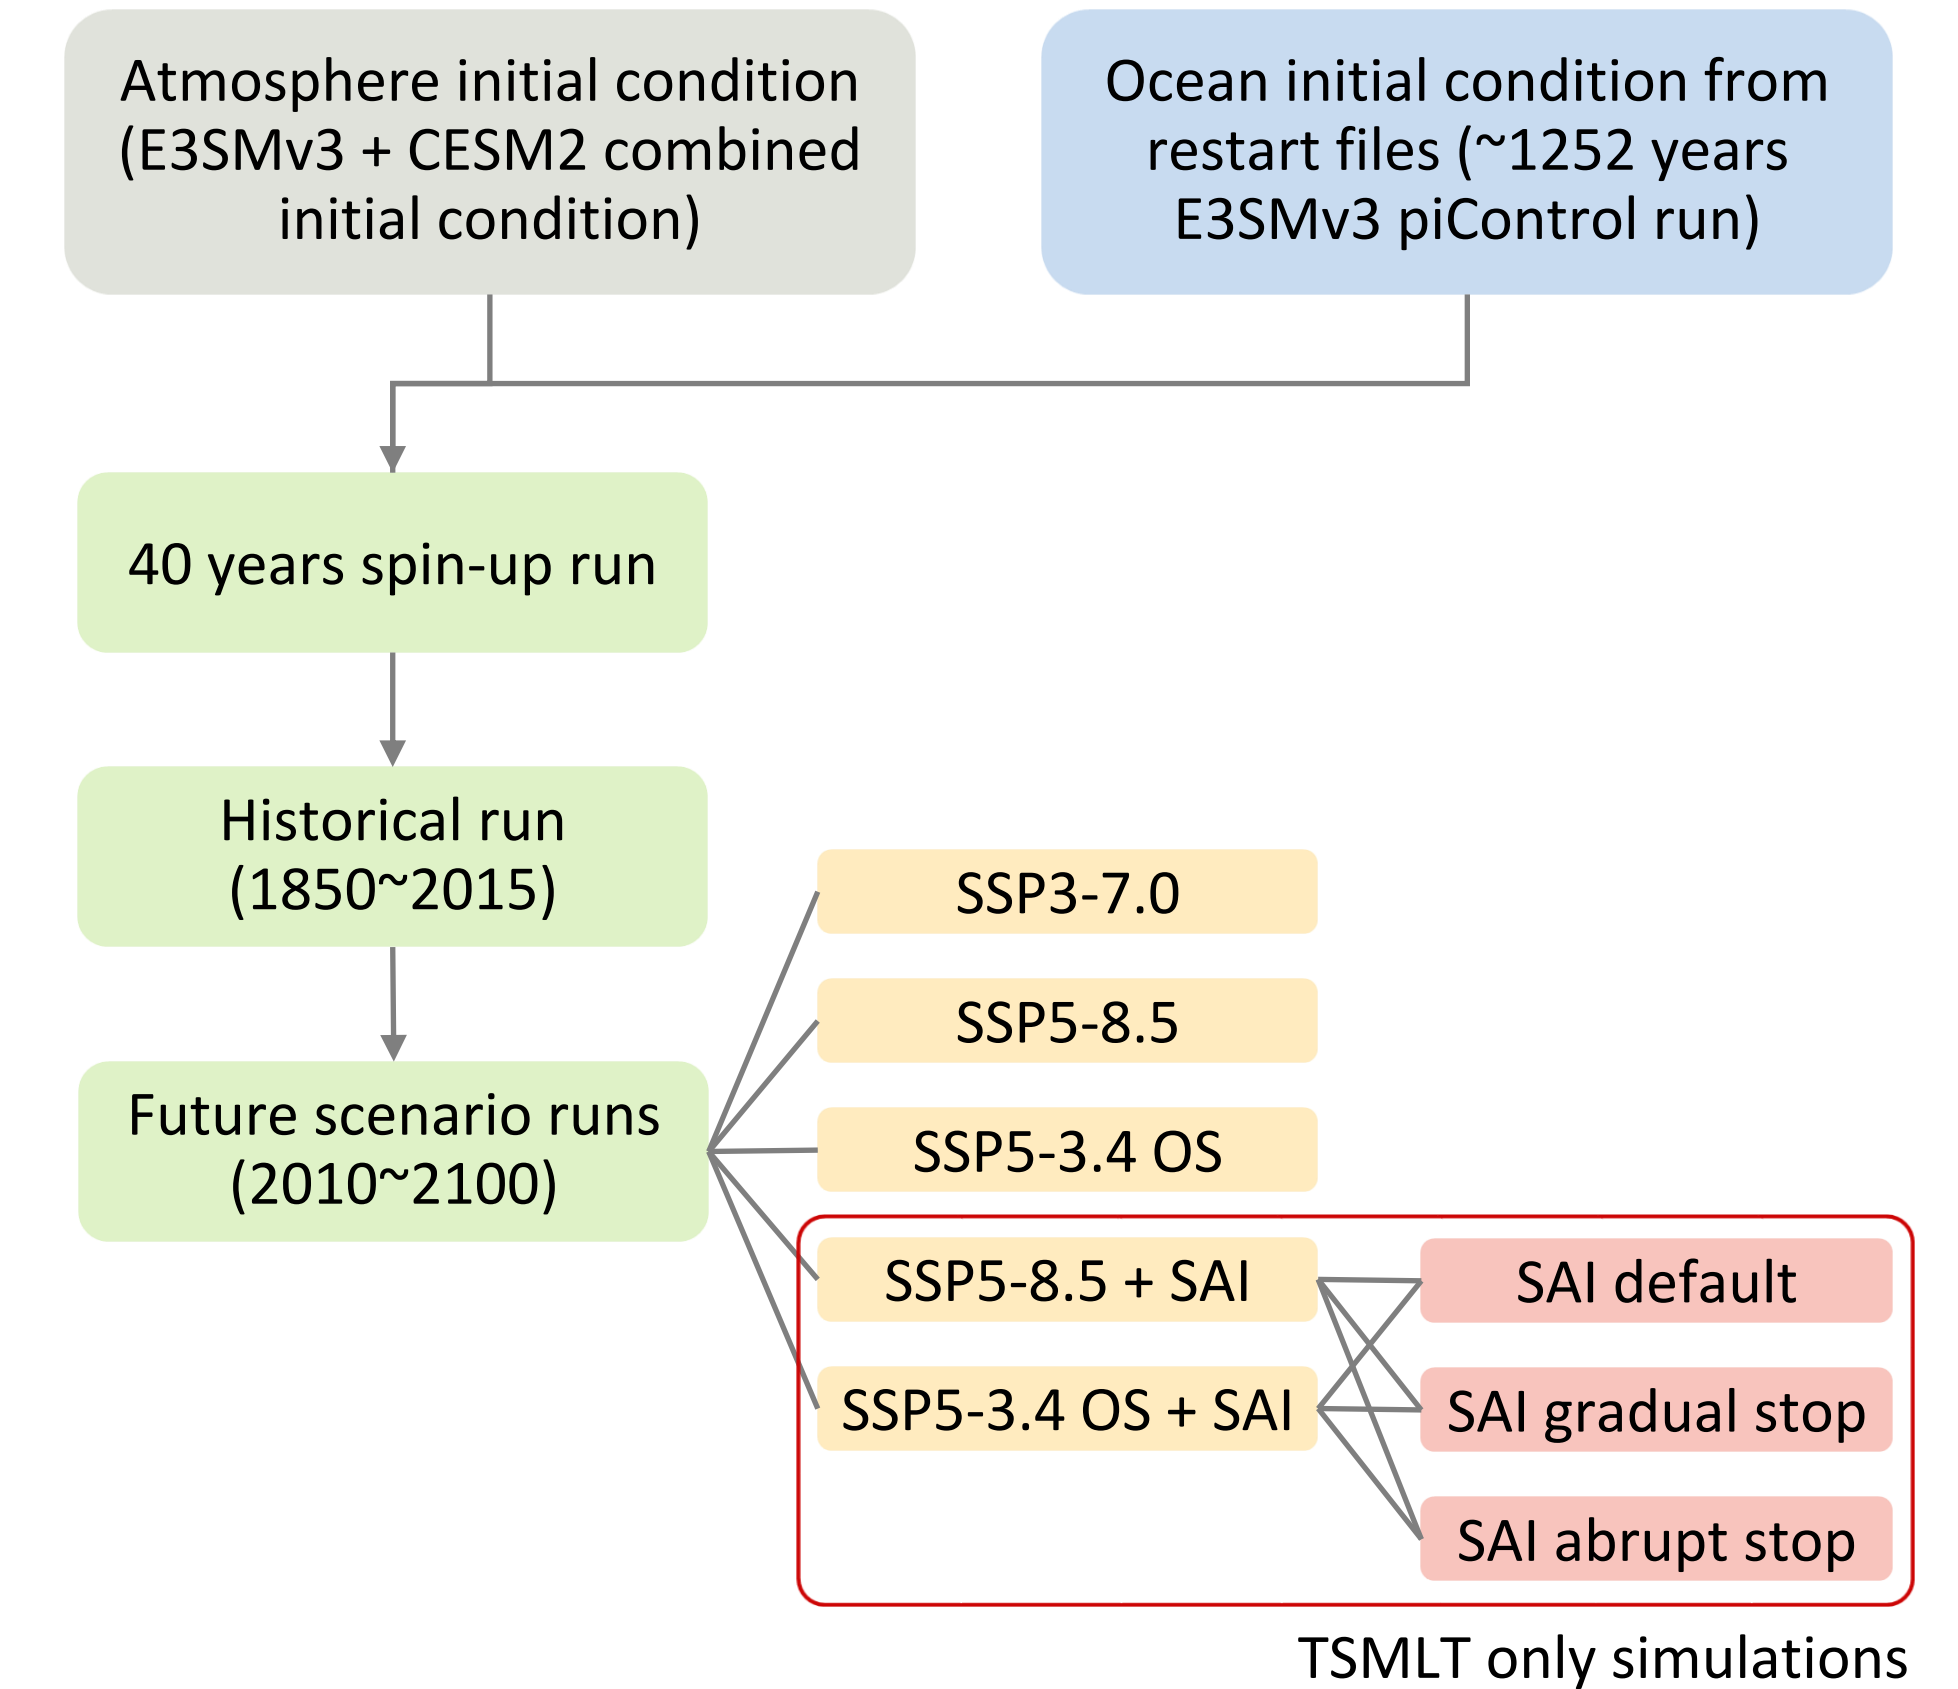 Atmosphere initial condition
(E3SMv3 + CESM2 combined
initial condition)
Ocean initial condition from
restart files (~1252 years
E3SMv3 piControl run)
40 years spin-up run
Historical run
(1850~2015)
Future scenario runs
(2010~2100)
SSP3-7.0
SSP5-8.5
SSP5-3.4 OS
SSP5-8.5 + SAI
SSP5-3.4 OS + SAI
SAI default
SAI gradual stop
SAI abrupt stop
TSMLT only simulations